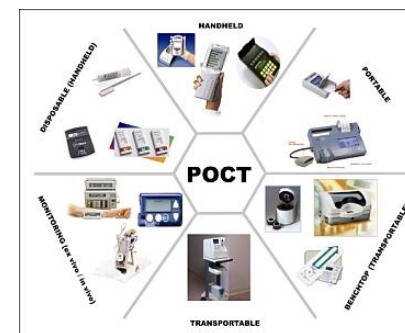 HANDHELD
DISPOSABLE (HANDHELD)
PORTABLE
POCT
MONITORING (ex vivo / in vivo)
BENCHTOP (TRANSPORTABLE)
TRANSPORTABLE